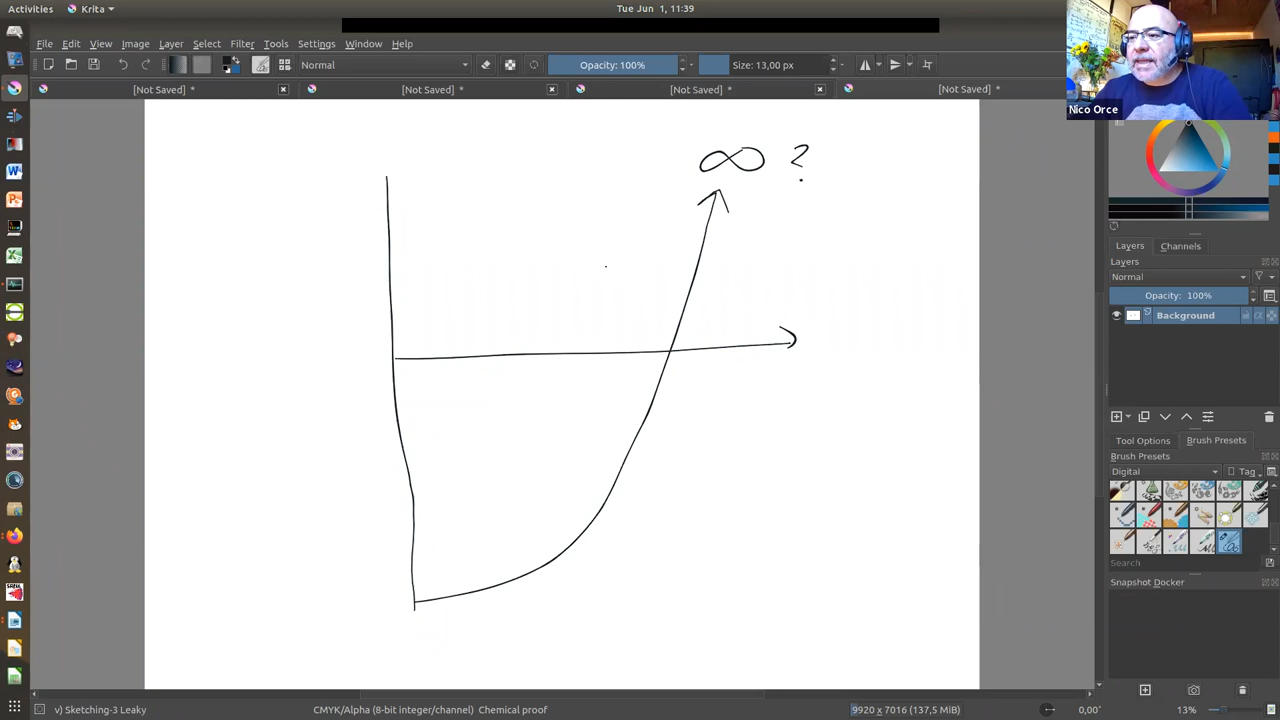 Activities Krita Tue Jun 1, 11:39
File Edit View Image Layer Select Filter Tools Settings Window Help
Normal Opacity: 100% Size: 13,00 px
[Not Saved] * [Not Saved] * [Not Saved] * [Not Saved] *
Nico Orce
∞ ?
Layers Channels
Layers
Normal
Opacity: 100%
Background
Tool Options Brush Presets
Brush Presets
Digital Tag
Search
Snapshot Docker
v) Sketching-3 Leaky CMYK/Alpha (8-bit integer/channel) Chemical proof 9920 x 7016 (137,5 MiB) 13% 0,00°